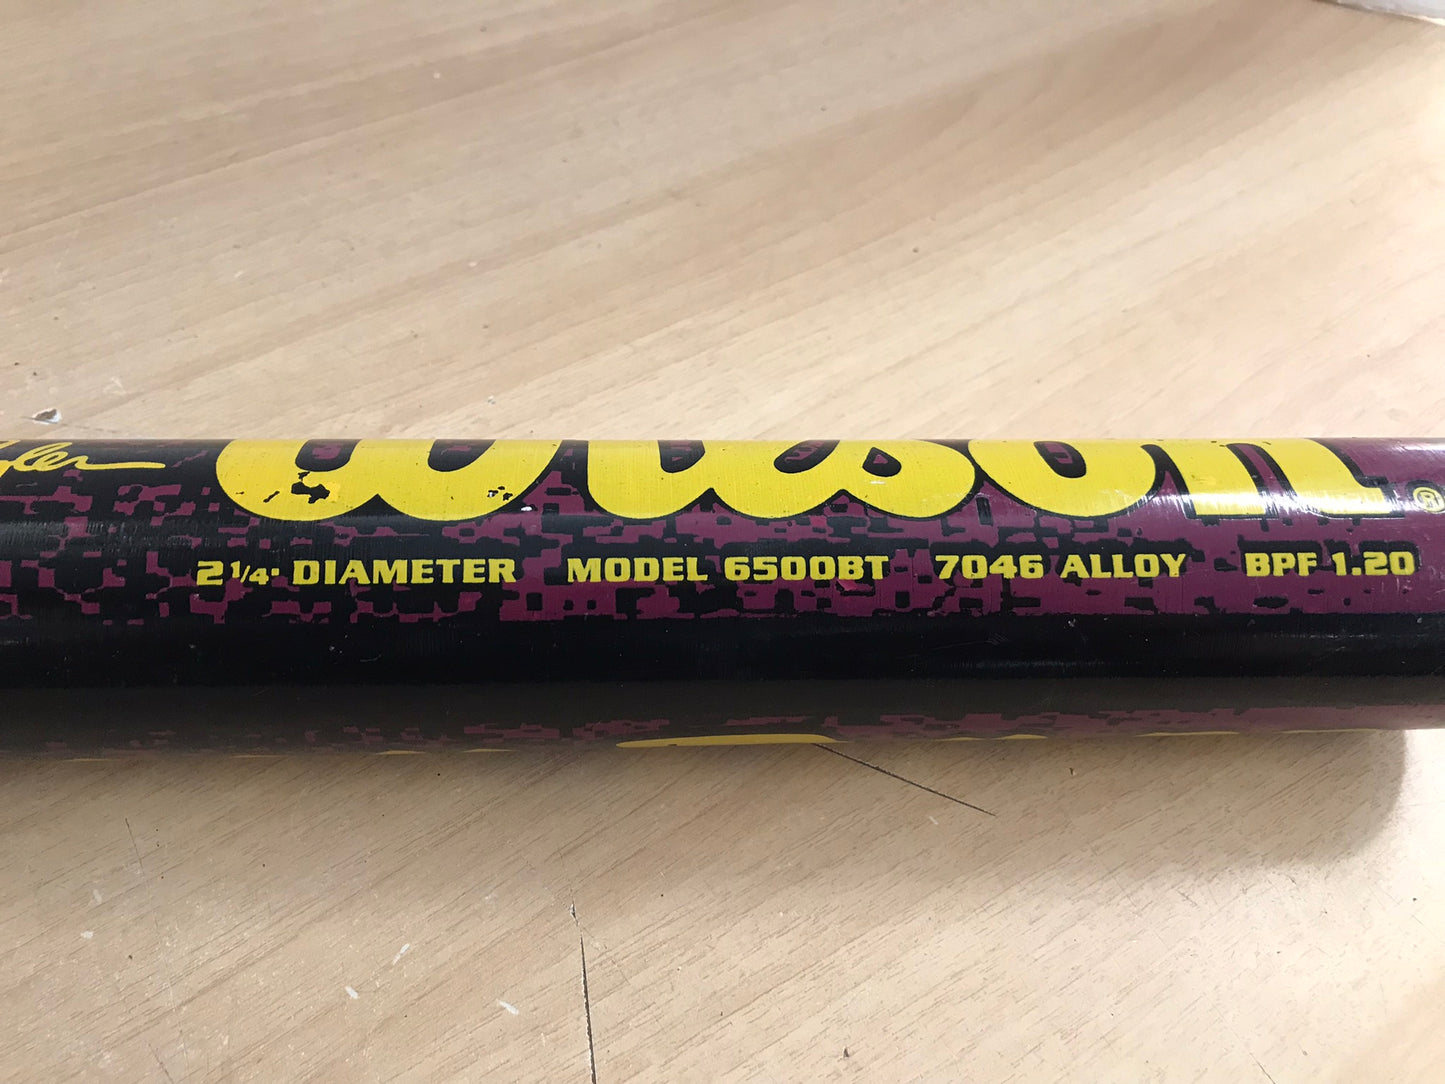 Wilson ®
2 1/4" DIAMETER MODEL 6500BT 7046 ALLOY BPF 1.20